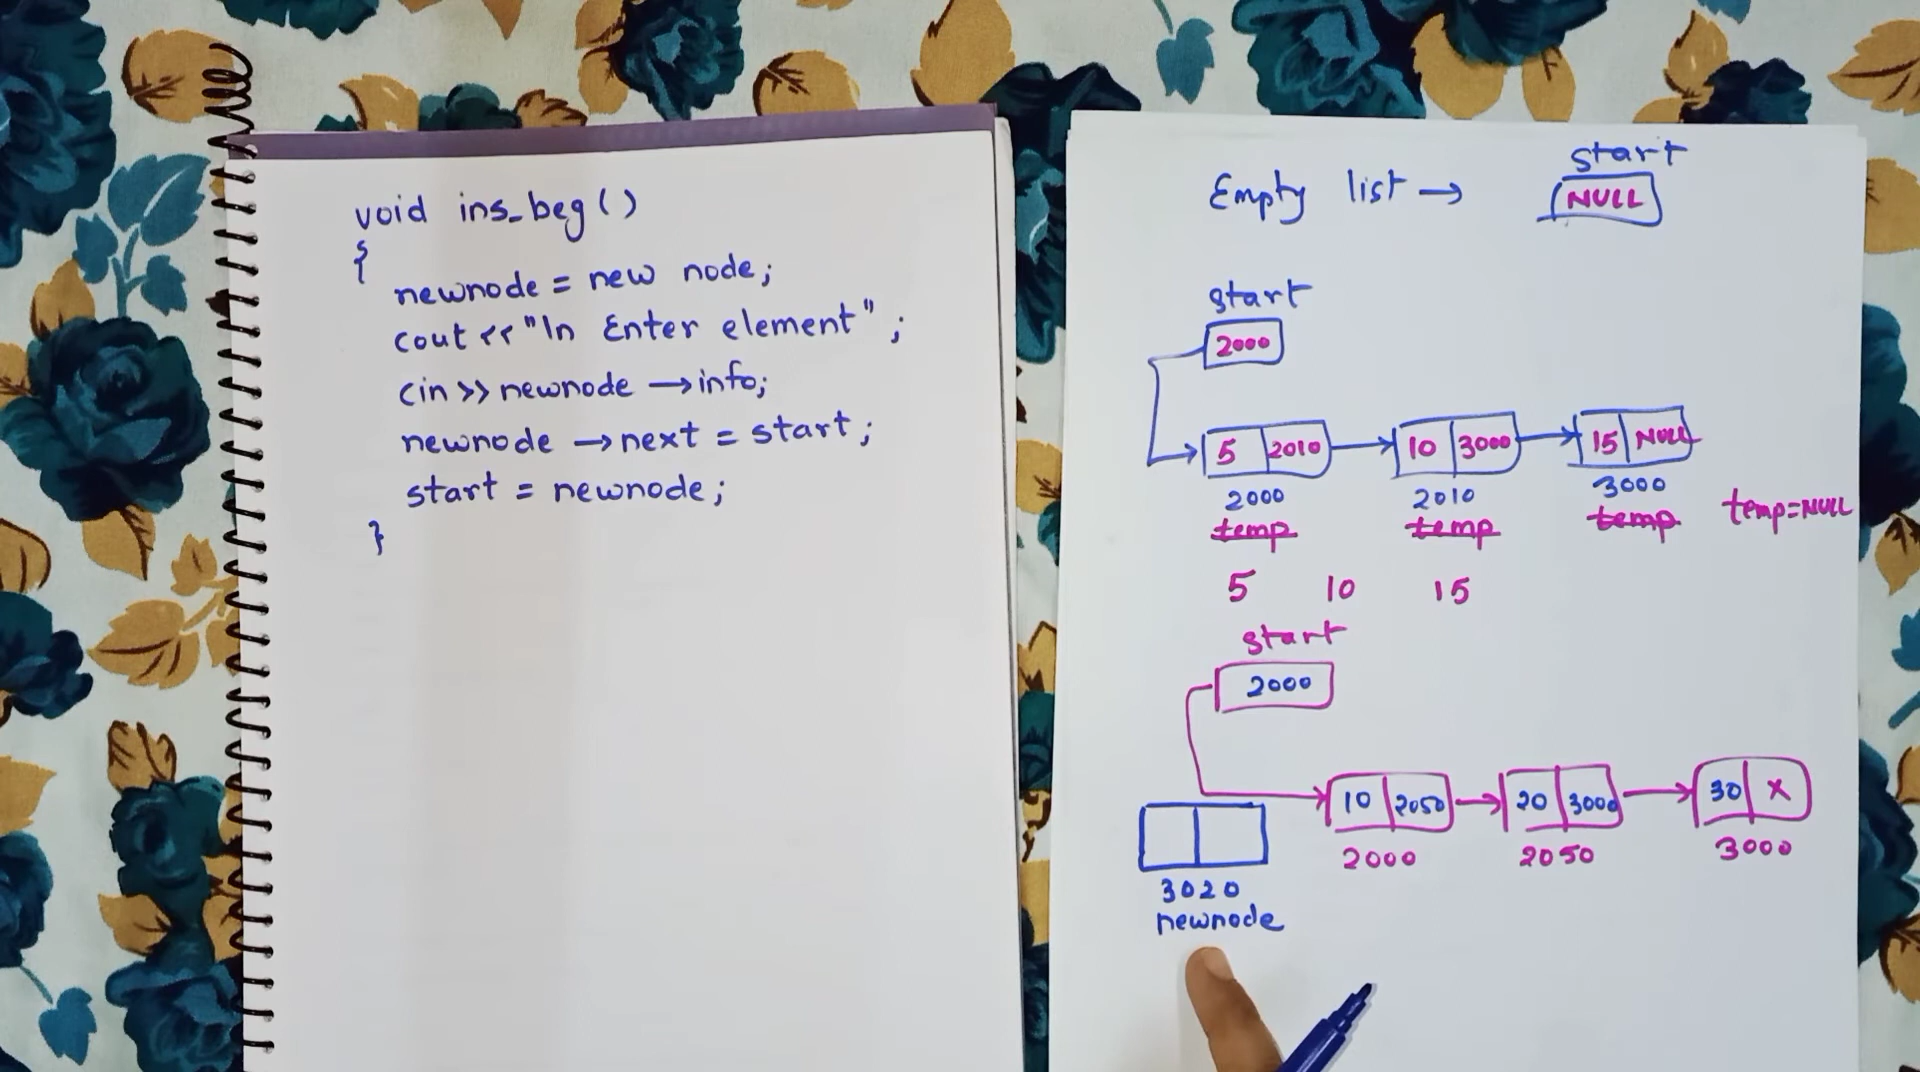 void ins_beg()
{
newnode = new node;
cout << "\n Enter element" ;
cin >> newnode → info;
newnode → next = start;
start = newnode;
}
Empty list →
start
NULL
start
2000
5 2010 → 10 3000 → 15 NULL
2000 2010 3000
temp temp temp temp=NULL
5 10 15
start
2000
10 2050 → 20 3000 → 30 X
2000 2050 3000
3020
newnode